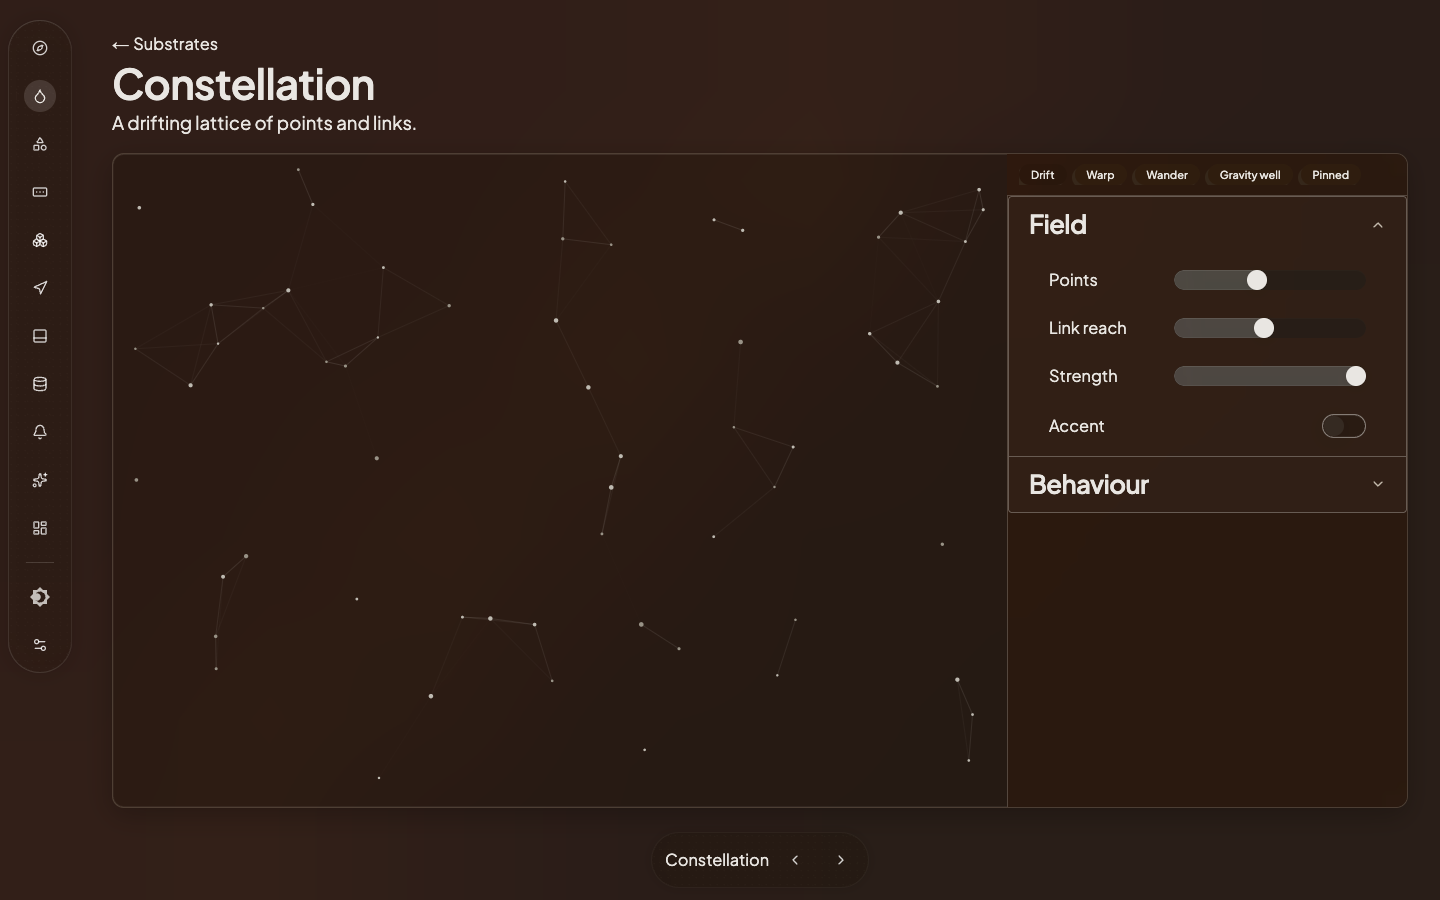 ← Substrates
Constellation
A drifting lattice of points and links.
Drift Warp Wander Gravity well Pinned
Field
Points
Link reach
Strength
Accent
Behaviour
Constellation